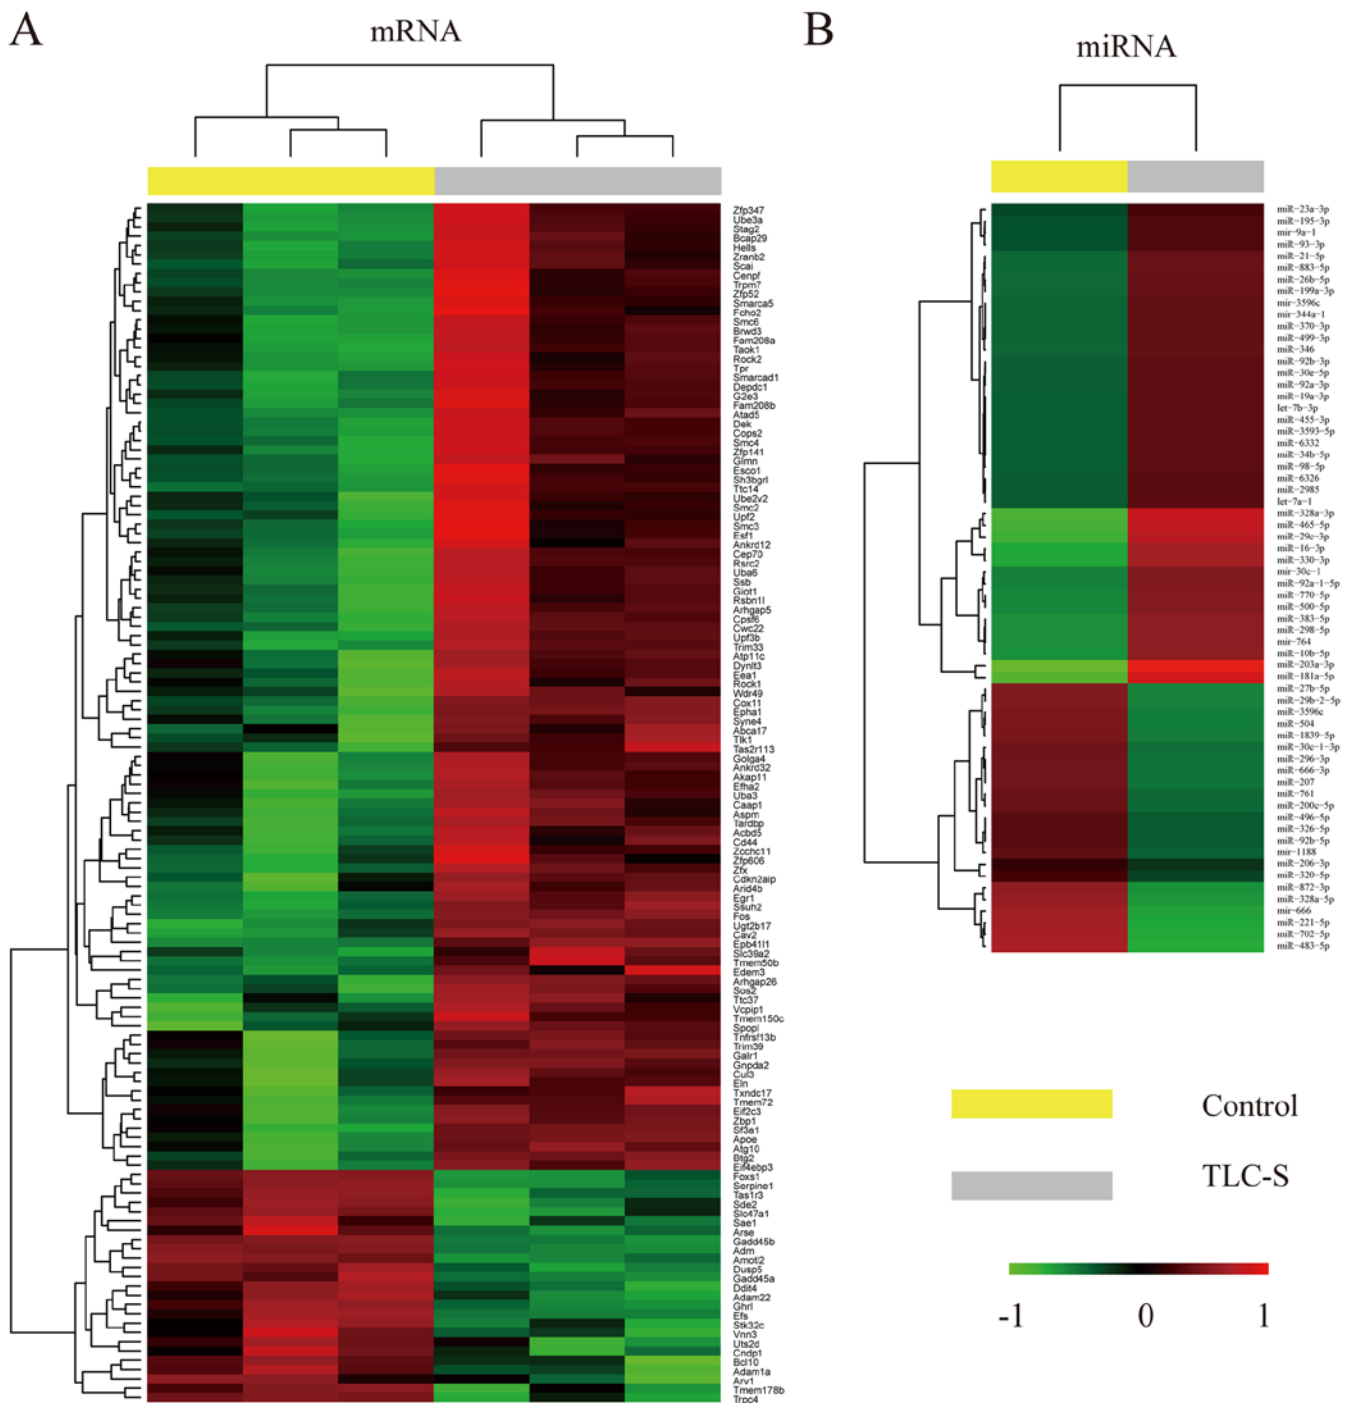 A
mRNA
Zfp347
Ube3a
Stag2
Bcap29
Hells
Zranb2
Scai
Cenpf
Trpm7
Zfp52
Smarca5
Fcho2
Smc6
Brwd3
Fam208a
Taok1
Rock2
Tpr
Smarcad1
Depdc1
G2e3
Fam208b
Atad5
Dek
Cops2
Smc4
Zfp141
Glmn
Esco1
Sh3bgrl
Ttc14
Ube2v2
Smc2
Upf2
Smc3
Esf1
Ankrd12
Cep70
Rsrc2
Uba6
Ssb
Giot1
Rsbn1l
Arhgap5
Cpsf6
Cwc22
Upf3b
Trim33
Atp11c
Dynlt3
Eea1
Rock1
Wdr49
Cox11
Epha1
Syne4
Abca17
Tlk1
Tas2r113
Golga4
Ankrd32
Akap11
Efha2
Uba3
Caap1
Aspm
Tardbp
Acbd5
Cd44
Zcchc11
Zfp606
Zfx
Cdkn2aip
Arid4b
Egr1
Ssuh2
Fos
Ugt2b17
Cav2
Epb41l1
Slc39a2
Tmem50b
Edem3
Arhgap26
Sos2
Ttc37
Vcpip1
Tmem150c
Spopl
Tnfrsf13b
Trim39
Galr1
Gnpda2
Cul3
Eln
Txndc17
Tmem72
Eif2c3
Zbp1
Sf3a1
Apoe
Atg10
Btg2
Eif4ebp3
Foxs1
Serpine1
Tas1r3
Sde2
Slc47a1
Sae1
Arse
Gadd45b
Adm
Amotl2
Dusp5
Gadd45a
Ddit4
Adam22
Ghrl
Efs
Stk32c
Vnn3
Uts2d
Cndp1
Bcl10
Adam1a
Arv1
Tmem178b
Trpc4
B
miRNA
miR-23a-3p
miR-195-3p
mir-9a-1
miR-93-3p
miR-21-5p
miR-883-5p
miR-26b-5p
miR-199a-3p
mir-3596c
mir-344a-1
miR-370-3p
miR-499-3p
miR-346
miR-92b-3p
miR-30e-5p
miR-92a-3p
miR-19a-3p
let-7b-3p
miR-455-3p
miR-3593-5p
miR-6332
miR-34b-5p
miR-98-5p
miR-6326
miR-2985
let-7a-1
miR-328a-3p
miR-465-5p
miR-29c-3p
miR-16-3p
miR-330-3p
mir-30c-1
miR-92a-1-5p
miR-770-5p
miR-500-5p
miR-383-5p
miR-298-5p
mir-764
miR-10b-5p
miR-203a-3p
miR-181a-5p
miR-27b-5p
miR-29b-2-5p
miR-3596c
miR-504
miR-1839-5p
miR-30c-1-3p
miR-296-3p
miR-666-3p
miR-207
miR-761
miR-200c-5p
miR-496-5p
miR-326-5p
miR-92b-5p
mir-1188
miR-206-3p
miR-320-5p
miR-872-3p
miR-328a-5p
mir-666
miR-221-5p
miR-702-5p
miR-483-5p
Control
TLC-S
-1 0 1